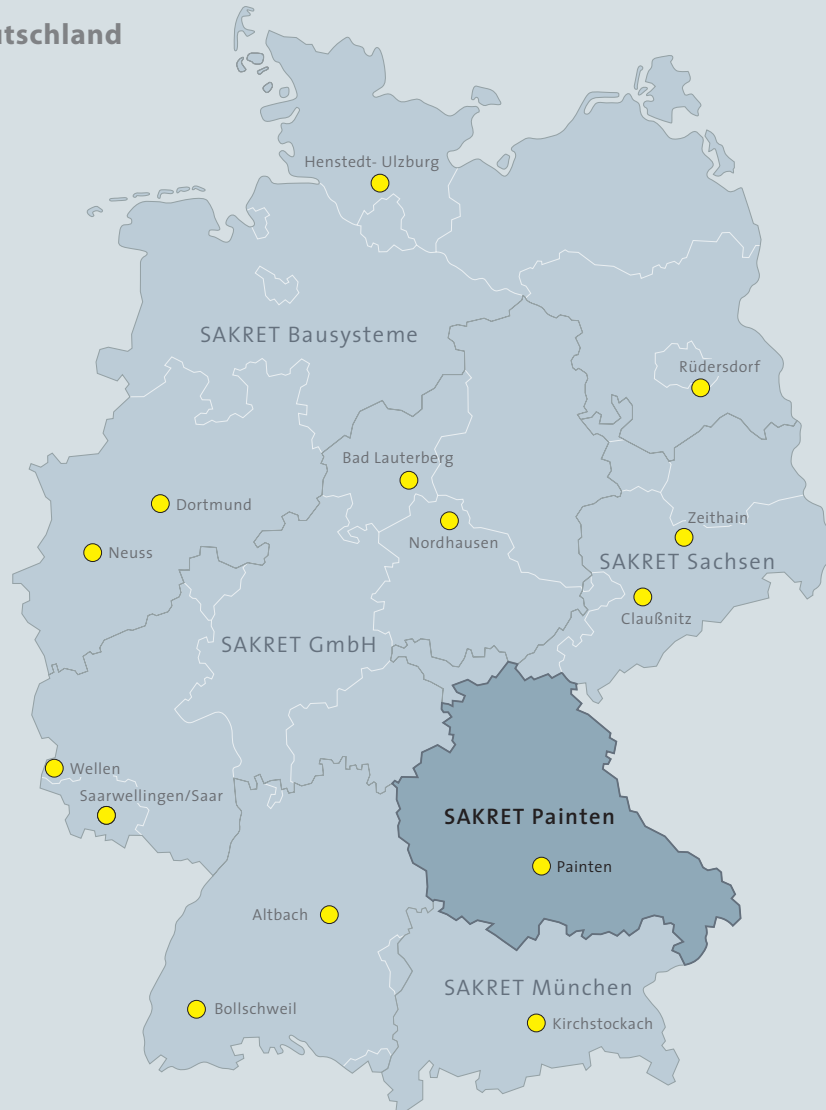 utschland
Henstedt- Ulzburg
SAKRET Bausysteme
Rüdersdorf
Bad Lauterberg
Dortmund
Zeithain
Nordhausen
Neuss
SAKRET Sachsen
Claußnitz
SAKRET GmbH
Wellen
Saarwellingen/Saar
SAKRET Painten
Painten
Altbach
SAKRET München
Bollschweil
Kirchstockach